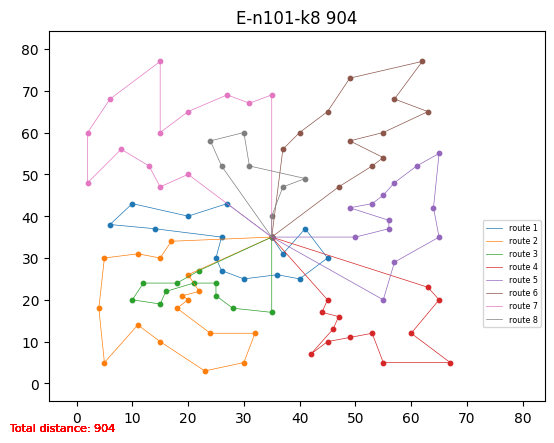 E-n101-k8 904
80
70
60
50
40
30
20
10
0
route 1
route 2
route 3
route 4
route 5
route 6
route 7
route 8
0 10 20 30 40 50 60 70 80
Total distance: 904